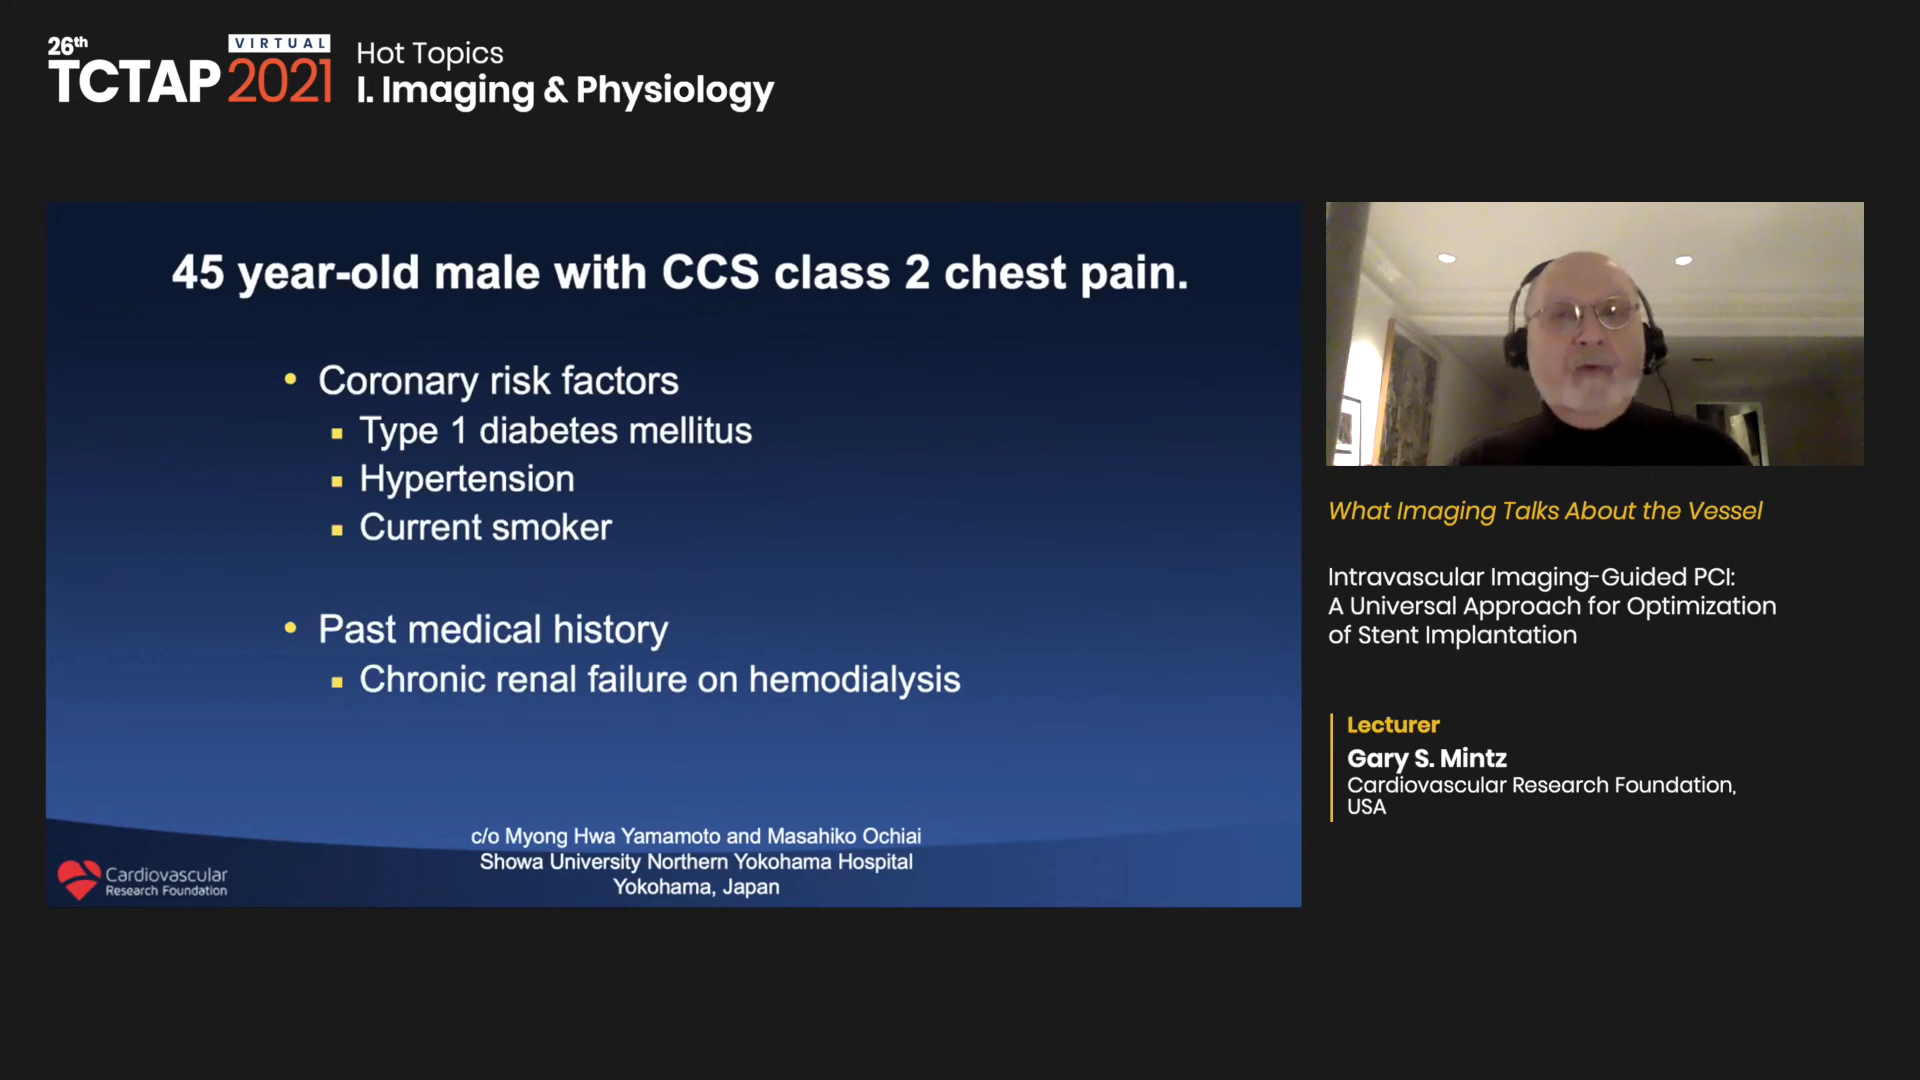 26th
VIRTUAL
TCTAP 2021
Hot Topics
I. Imaging & Physiology
45 year-old male with CCS class 2 chest pain.
• Coronary risk factors
▪ Type 1 diabetes mellitus
▪ Hypertension
▪ Current smoker
• Past medical history
▪ Chronic renal failure on hemodialysis
c/o Myong Hwa Yamamoto and Masahiko Ochiai
Showa University Northern Yokohama Hospital
Yokohama, Japan
Cardiovascular
Research Foundation
What Imaging Talks About the Vessel
Intravascular Imaging-Guided PCI:
A Universal Approach for Optimization
of Stent Implantation
Lecturer
Gary S. Mintz
Cardiovascular Research Foundation,
USA